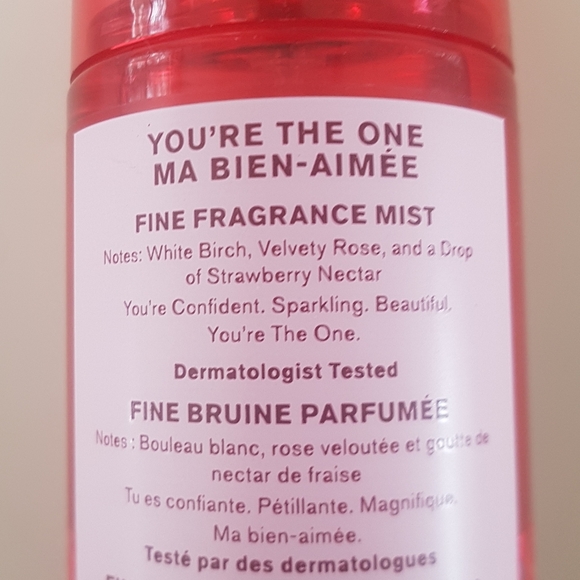 YOU'RE THE ONE
MA BIEN-AIMÉE
FINE FRAGRANCE MIST
Notes: White Birch, Velvety Rose, and a Drop
of Strawberry Nectar
You're Confident. Sparkling. Beautiful.
You're The One.
Dermatologist Tested
FINE BRUINE PARFUMÉE
Notes : Bouleau blanc, rose veloutée et goutte de
nectar de fraise
Tu es confiante. Pétillante. Magnifique.
Ma bien-aimée.
Testé par des dermatologues